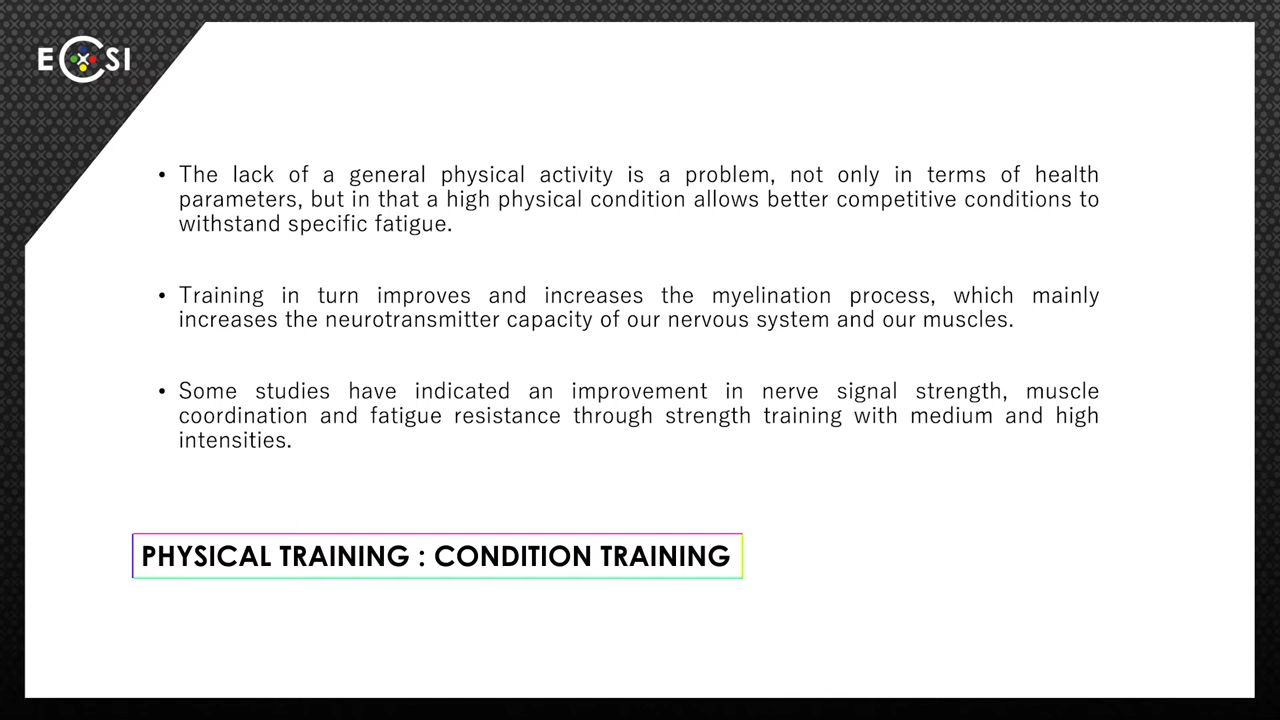 ECSI
• The lack of a general physical activity is a problem, not only in terms of health
parameters, but in that a high physical condition allows better competitive conditions to
withstand specific fatigue.
• Training in turn improves and increases the myelination process, which mainly
increases the neurotransmitter capacity of our nervous system and our muscles.
• Some studies have indicated an improvement in nerve signal strength, muscle
coordination and fatigue resistance through strength training with medium and high
intensities.
PHYSICAL TRAINING : CONDITION TRAINING